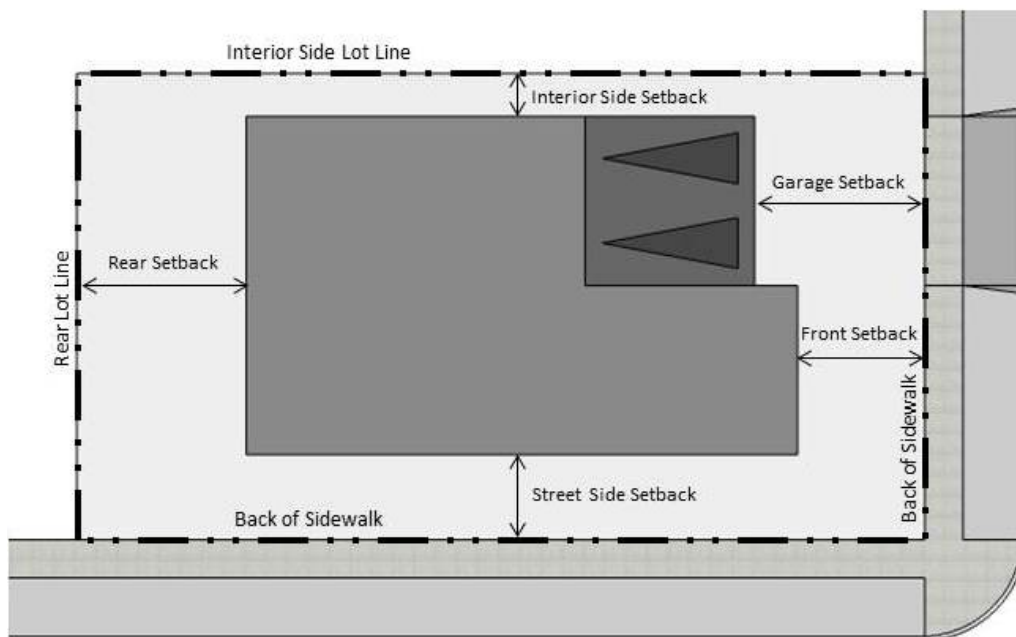 Interior Side Lot Line
Interior Side Setback
Garage Setback
Rear Setback
Rear Lot Line
Front Setback
Back of Sidewalk
Street Side Setback
Back of Sidewalk